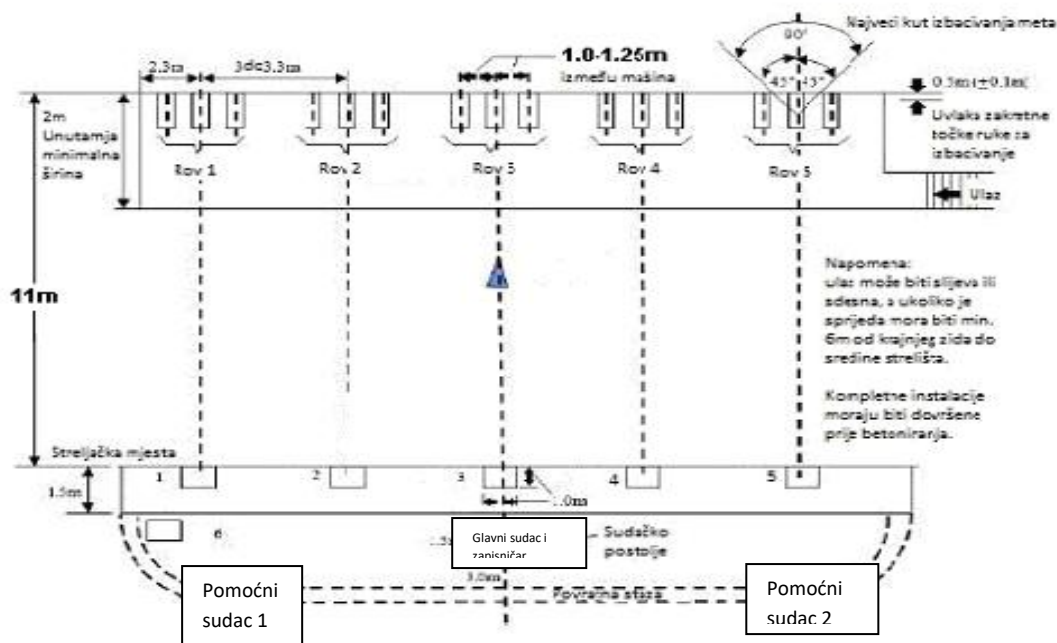 Najveći kut izbacivanja meta
90°
1.0-1.25m
između mašina
2.3m
3do3.3m
45° 45°
0.5m (±0.1m)
2m
Unutarnja
minimalna
širina
Uvlaka zakretne
točke ruke za
izbacivanje
Rov 1
Rov 2
Rov 3
Rov 4
Rov 5
Ulaz
11m
Napomena:
ulaz može biti slijeva ili
sdesna, a ukoliko je
sprijeda mora biti min.
6m od krajnjeg zida do
sredine strelišta.
Kompletne instalacije
moraju biti dovršene
prije betoniranja.
Streljačka mjesta
1
2
3
4
5
1.5m
6
Glavni sudac i
zapisničar
Sudačko
postolje
3.0m
Povratna staza
Pomoćni
sudac 1
Pomoćni
sudac 2